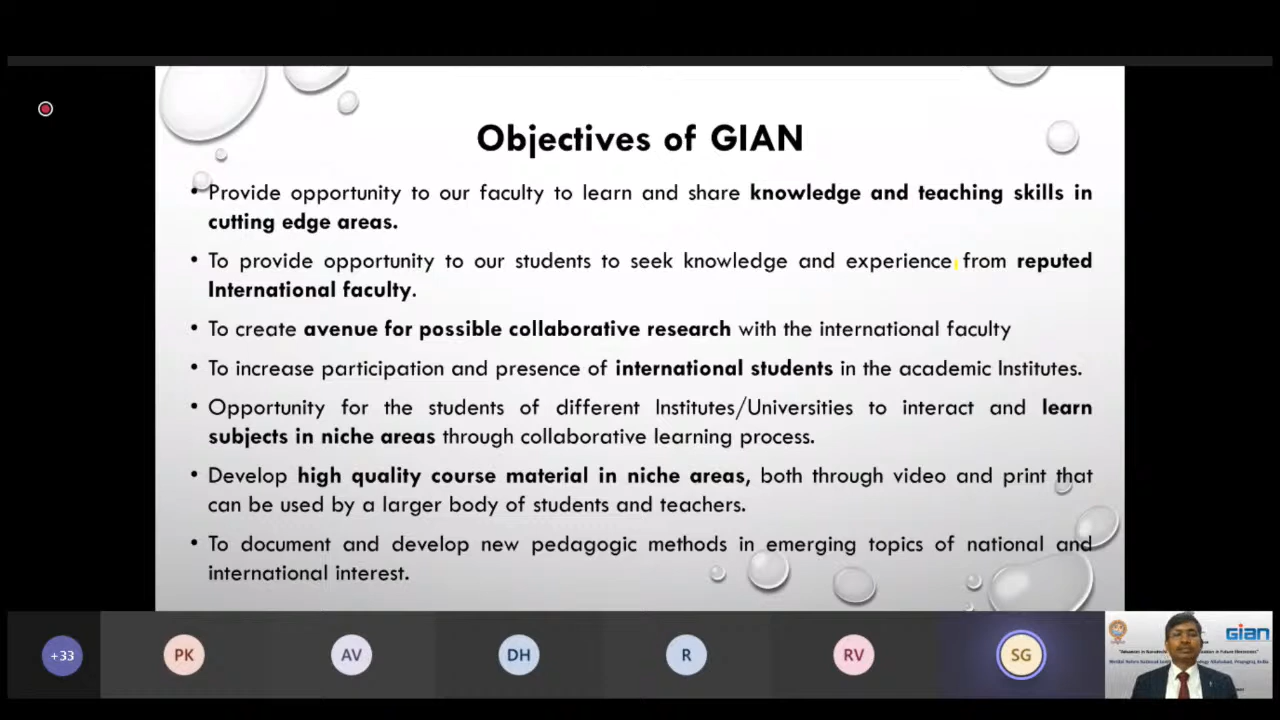 Objectives of GIAN
• Provide opportunity to our faculty to learn and share knowledge and teaching skills in
cutting edge areas.
• To provide opportunity to our students to seek knowledge and experience from reputed
International faculty.
• To create avenue for possible collaborative research with the international faculty
• To increase participation and presence of international students in the academic Institutes.
• Opportunity for the students of different Institutes/Universities to interact and learn
subjects in niche areas through collaborative learning process.
• Develop high quality course material in niche areas, both through video and print that
can be used by a larger body of students and teachers.
• To document and develop new pedagogic methods in emerging topics of national and
international interest.
+33
PK
AV
DH
R
RV
SG
Gian
in Future Electronics"